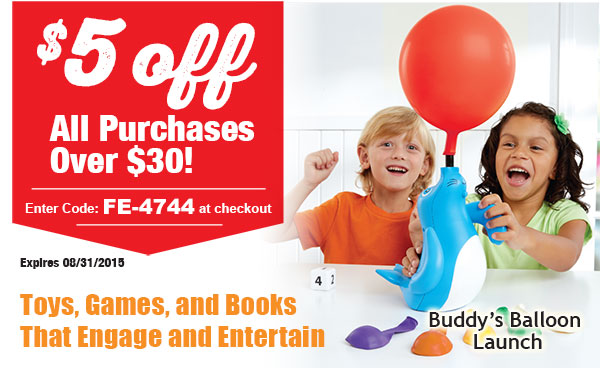 $5 off
All Purchases
Over $30!
Enter Code: FE-4744 at checkout
Expires 08/31/2015
Toys, Games, and Books
That Engage and Entertain
4 2
Buddy's Balloon
Launch